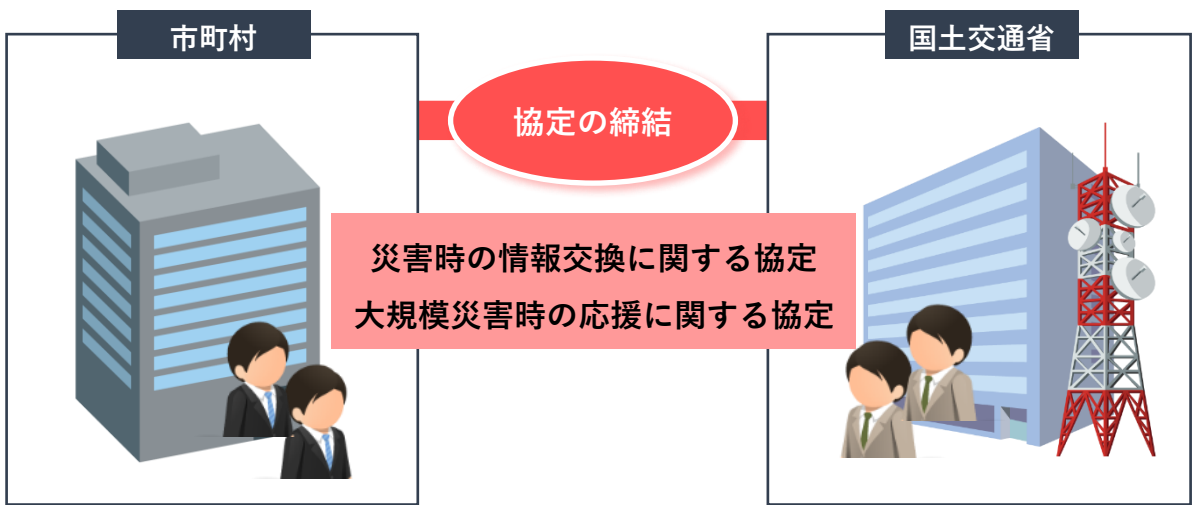 市町村
国土交通省
協定の締結
災害時の情報交換に関する協定
大規模災害時の応援に関する協定